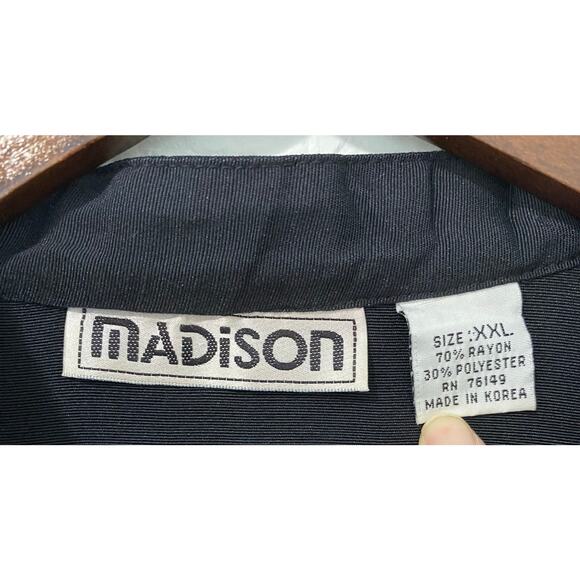 MADiSON
SIZE :XXL
70% RAYON
30% POLYESTER
RN 76149
MADE IN KOREA